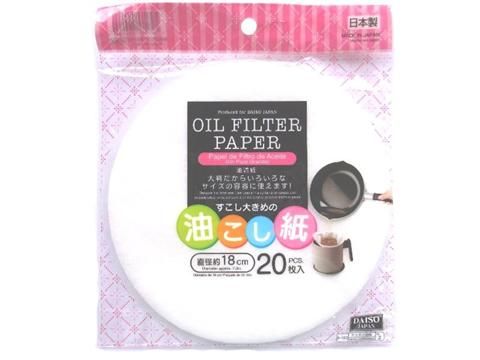 日本製
MADE IN JAPAN
Produced for DAISO JAPAN
OIL FILTER
PAPER
Papel de Filtro de Aceite
油濾紙
大判だからいろいろな
サイズの容器に使えます!
すこし大きめの
油こし紙
直径約18cm
20 PCS.
枚入
DAISO
JAPAN